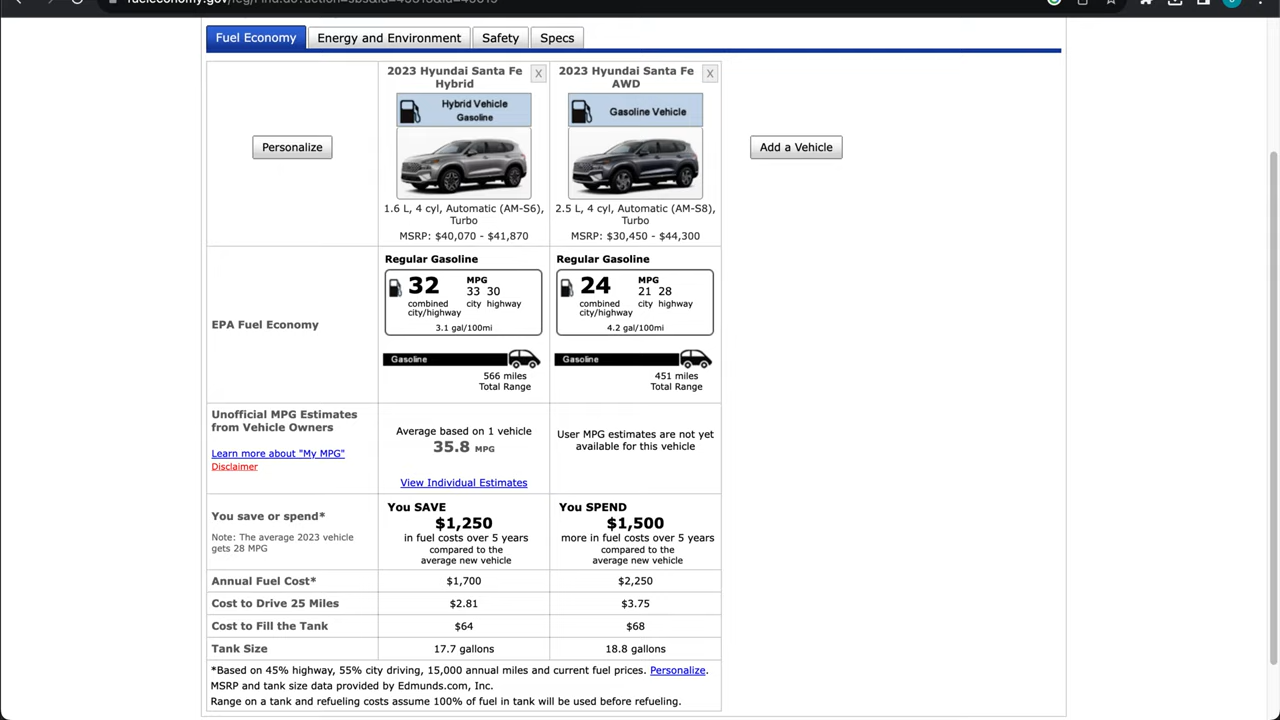 Fuel Economy
Energy and Environment
Safety
Specs
2023 Hyundai Santa Fe
Hybrid
X
2023 Hyundai Santa Fe
AWD
X
Personalize
Hybrid Vehicle
Gasoline
Gasoline Vehicle
Add a Vehicle
1.6 L, 4 cyl, Automatic (AM-S6),
Turbo
MSRP: $40,070 - $41,870
2.5 L, 4 cyl, Automatic (AM-S8),
Turbo
MSRP: $30,450 - $44,300
EPA Fuel Economy
Regular Gasoline
32 MPG
33 30
combined city highway
city/highway
3.1 gal/100mi
Gasoline
566 miles
Total Range
Regular Gasoline
24 MPG
21 28
combined city highway
city/highway
4.2 gal/100mi
Gasoline
451 miles
Total Range
Unofficial MPG Estimates
from Vehicle Owners
Learn more about "My MPG"
Disclaimer
Average based on 1 vehicle
35.8 MPG
View Individual Estimates
User MPG estimates are not yet
available for this vehicle
You save or spend*
Note: The average 2023 vehicle
gets 28 MPG
You SAVE
$1,250
in fuel costs over 5 years
compared to the
average new vehicle
You SPEND
$1,500
more in fuel costs over 5 years
compared to the
average new vehicle
Annual Fuel Cost* $1,700 $2,250
Cost to Drive 25 Miles $2.81 $3.75
Cost to Fill the Tank $64 $68
Tank Size 17.7 gallons 18.8 gallons
*Based on 45% highway, 55% city driving, 15,000 annual miles and current fuel prices. Personalize.
MSRP and tank size data provided by Edmunds.com, Inc.
Range on a tank and refueling costs assume 100% of fuel in tank will be used before refueling.